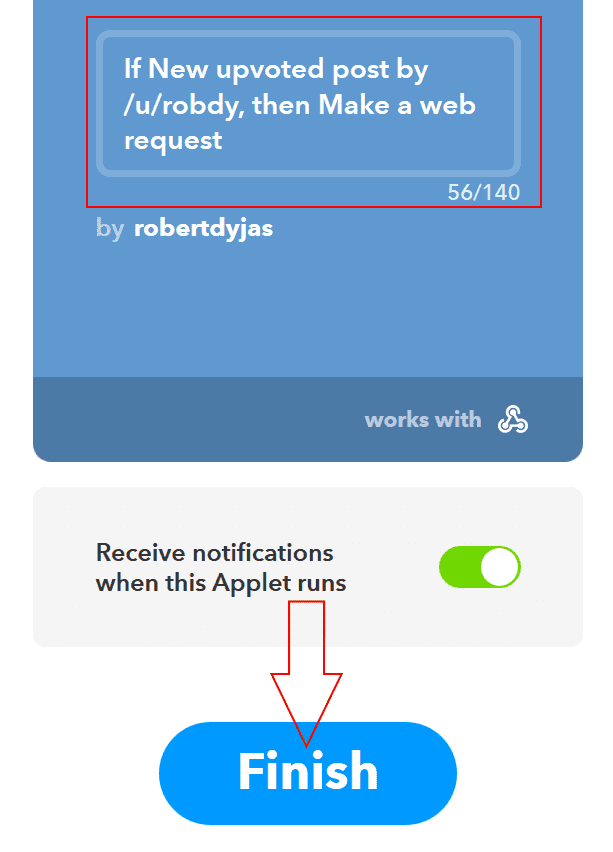 If New upvoted post by
/u/robdy, then Make a web
request
56/140
by robertdyjas
works with
Receive notifications
when this Applet runs
Finish